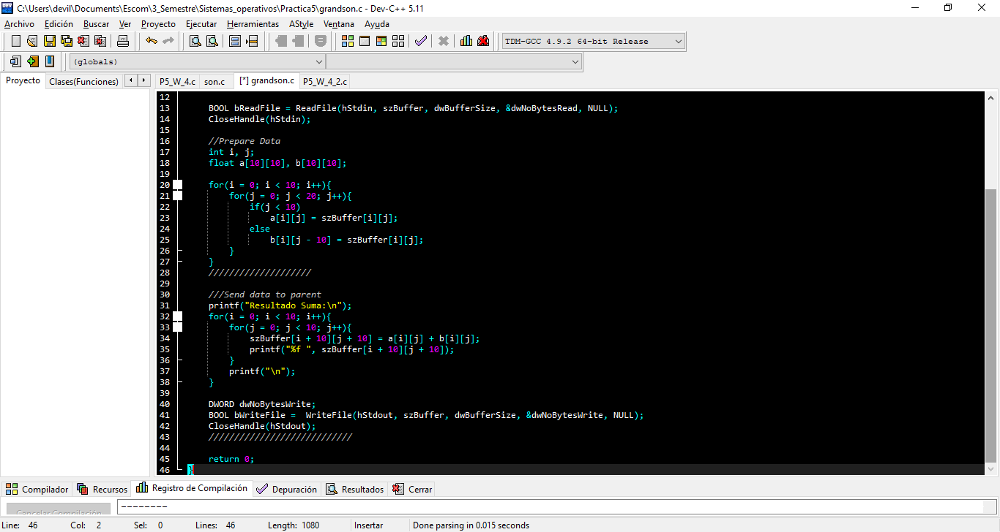 C:\Users\devil\Documents\Escom\3_Semestre\Sistemas_operativos\Practica5\grandson.c - Dev-C++ 5.11
Archivo Edición Buscar Ver Proyecto Ejecutar Herramientas AStyle Ventana Ayuda
TDM-GCC 4.9.2 64-bit Release
(globals)
Proyecto Clases(Funciones) P5_W_4.c son.c [*] grandson.c P5_W_4_2.c
12
13 BOOL bReadFile = ReadFile(hStdin, szBuffer, dwBufferSize, &dwNoBytesRead, NULL);
14 CloseHandle(hStdin);
15
16 //Prepare Data
17 int i, j;
18 float a[10][10], b[10][10];
19
20 for(i = 0; i < 10; i++){
21 for(j = 0; j < 20; j++){
22 if(j < 10)
23 a[i][j] = szBuffer[i][j];
24 else
25 b[i][j - 10] = szBuffer[i][j];
26 }
27 }
28 ////////////////////
29
30 ///Send data to parent
31 printf("Resultado Suma:\n");
32 for(i = 0; i < 10; i++){
33 for(j = 0; j < 10; j++){
34 szBuffer[i + 10][j + 10] = a[i][j] + b[i][j];
35 printf("%f ", szBuffer[i + 10][j + 10]);
36 }
37 printf("\n");
38 }
39
40 DWORD dwNoBytesWrite;
41 BOOL bWriteFile =  WriteFile(hStdout, szBuffer, dwBufferSize, &dwNoBytesWrite, NULL);
42 CloseHandle(hStdout);
43 ////////////////////////////
44
45 return 0;
46 }
Compilador Recursos Registro de Compilación Depuración Resultados Cerrar
Cancelar Compilación --------
Line: 46 Col: 2 Sel: 0 Lines: 46 Length: 1080 Insertar Done parsing in 0.015 seconds